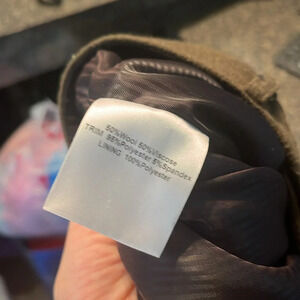 50%Wool 50%Viscose
TRIM 95%Polyester 5%Spandex
LINING 100%Polyester